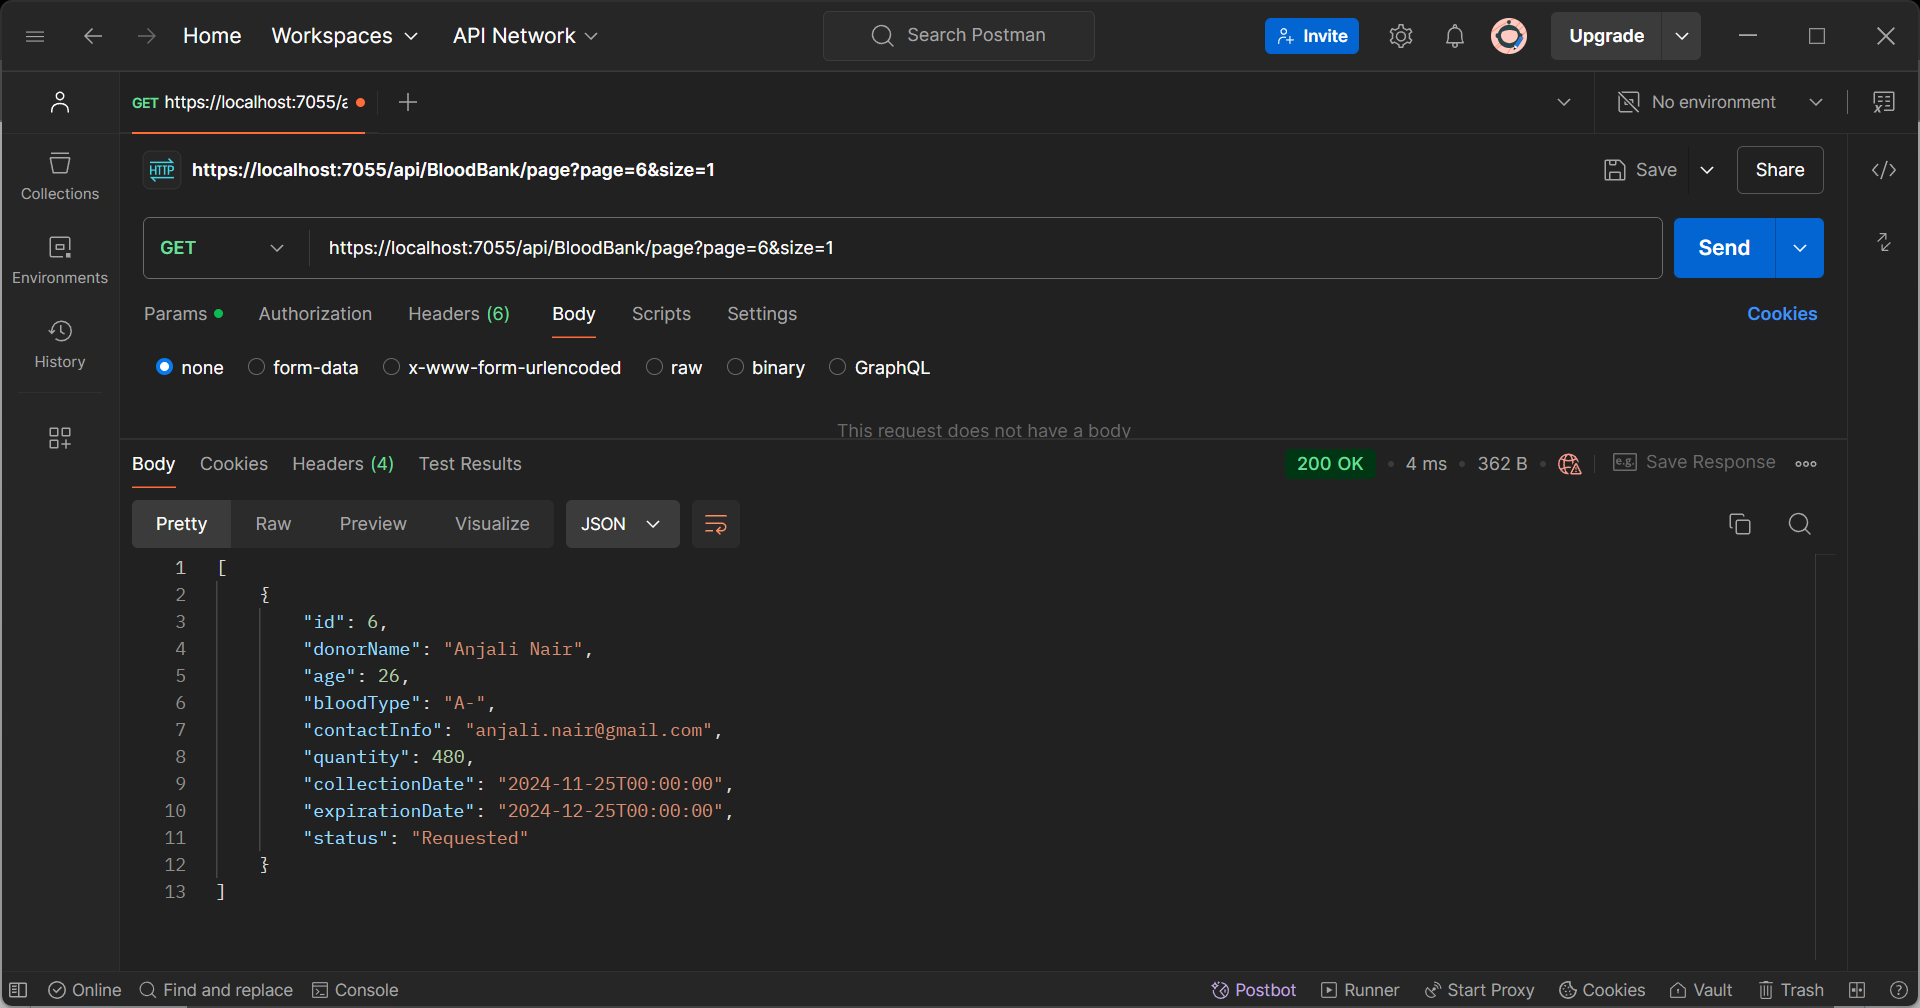 Home Workspaces API Network Search Postman Invite Upgrade
GET https://localhost:7055/a No environment
HTTP https://localhost:7055/api/BloodBank/page?page=6&size=1 Save Share
Collections
GET https://localhost:7055/api/BloodBank/page?page=6&size=1 Send
Environments
Params Authorization Headers (6) Body Scripts Settings Cookies
History
none form-data x-www-form-urlencoded raw binary GraphQL
This request does not have a body
Body Cookies Headers (4) Test Results 200 OK 4 ms 362 B e.g. Save Response
Pretty Raw Preview Visualize JSON
1 [
2 {
3 "id": 6,
4 "donorName": "Anjali Nair",
5 "age": 26,
6 "bloodType": "A-",
7 "contactInfo": "anjali.nair@gmail.com",
8 "quantity": 480,
9 "collectionDate": "2024-11-25T00:00:00",
10 "expirationDate": "2024-12-25T00:00:00",
11 "status": "Requested"
12 }
13 ]
Online Find and replace Console Postbot Runner Start Proxy Cookies Vault Trash